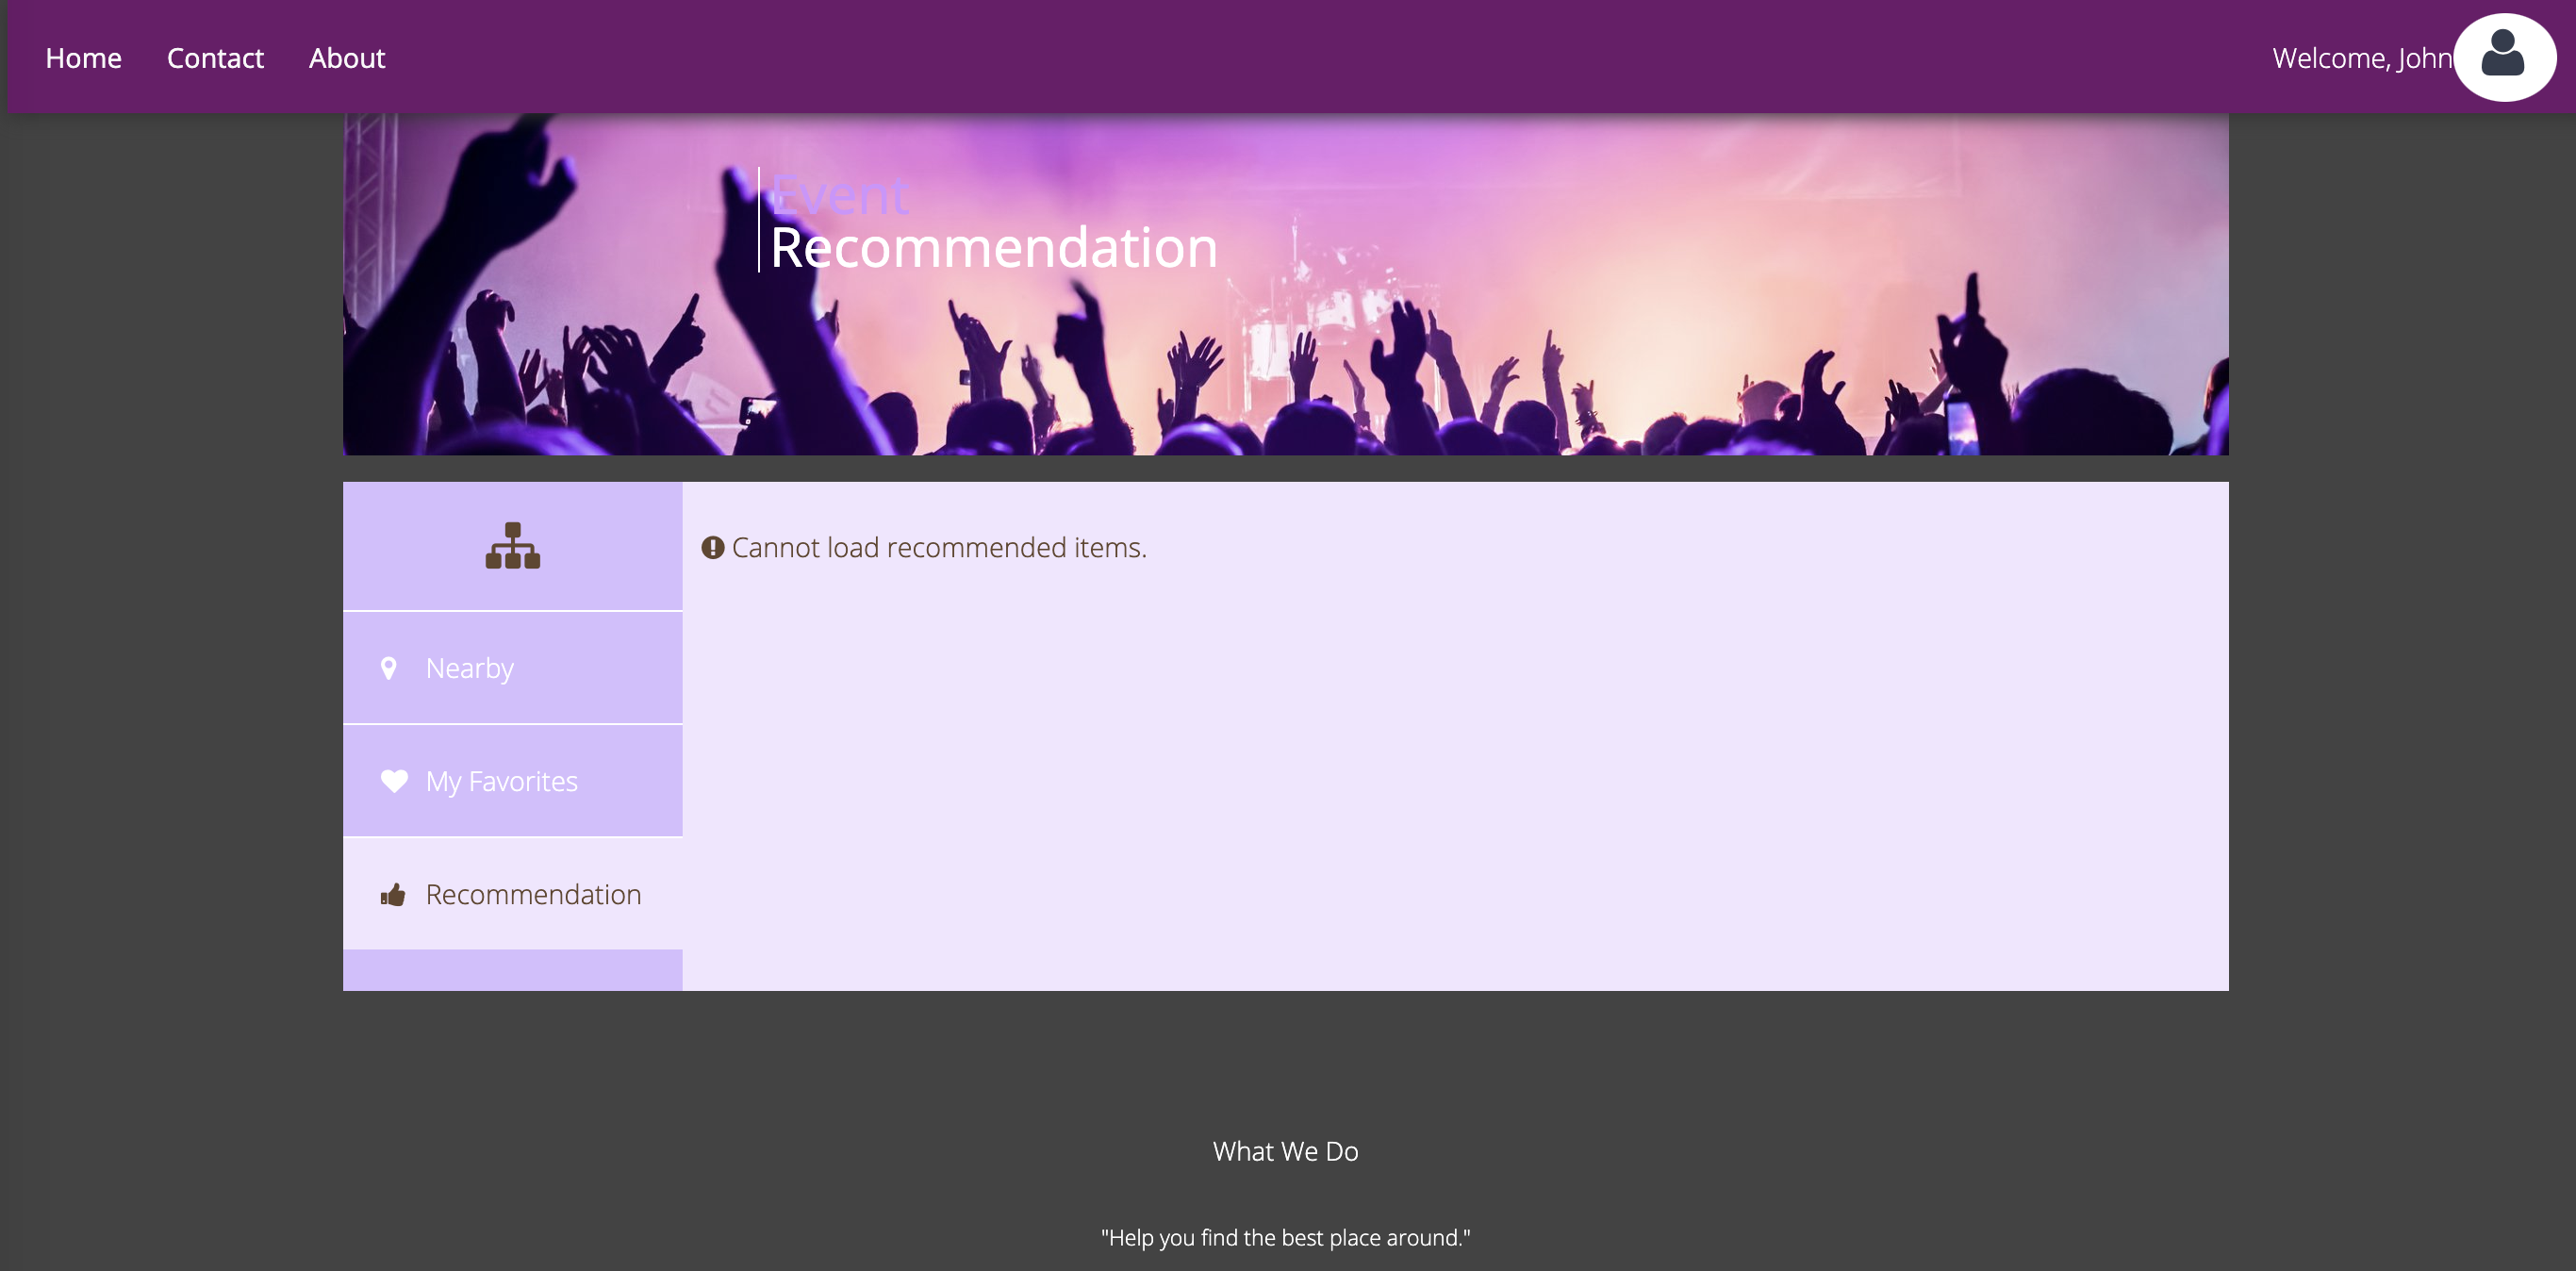 Home Contact About Welcome, John
Event
Recommendation
Cannot load recommended items.
Nearby
My Favorites
Recommendation
What We Do
"Help you find the best place around."